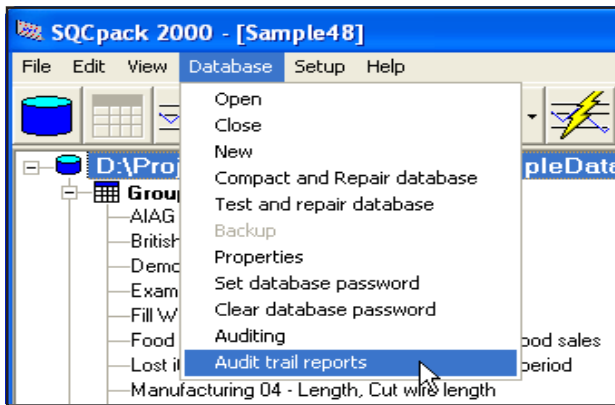 SQCpack 2000 - [Sample48]
File Edit View Database Setup Help
Open
Close
New
Compact and Repair database
Test and repair database
Backup
Properties
Set database password
Clear database password
Auditing
Audit trail reports
D:\Proj pleData
Group
AIAG
British
Demo
Exam
Fill W
Food ood sales
Lost it period
Manufacturing 04 - Length, Cut wire length